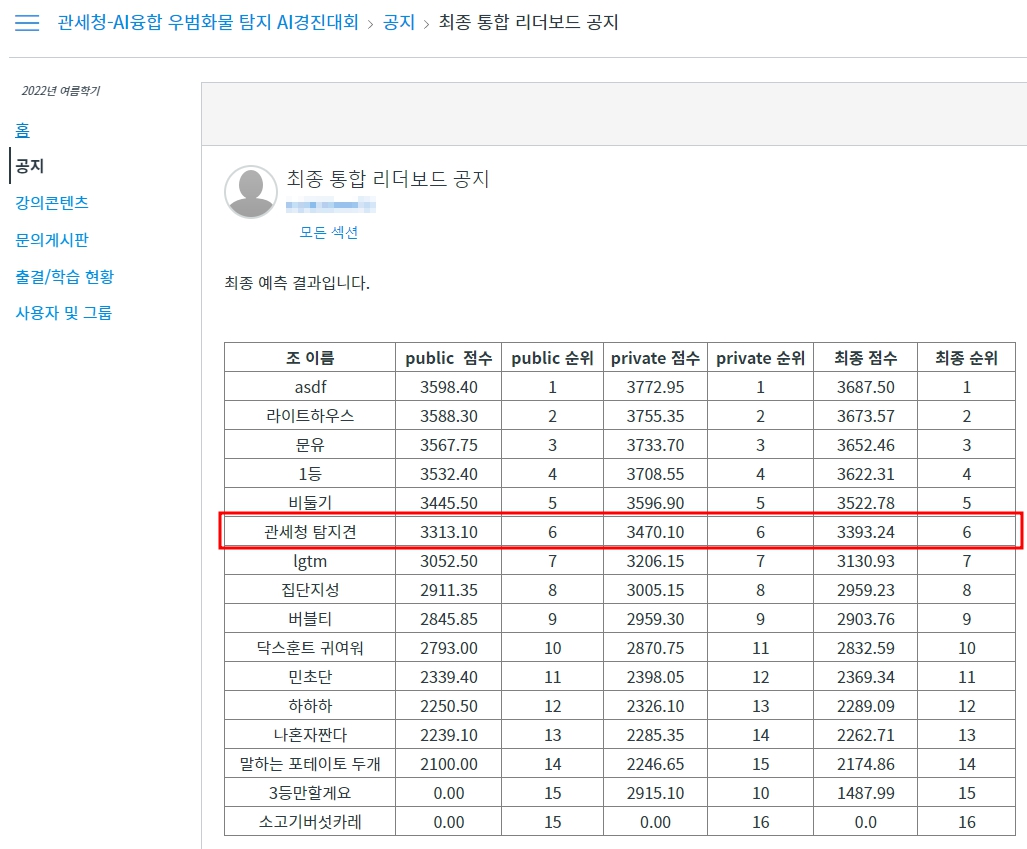 관세청-AI융합 우범화물 탐지 AI경진대회 > 공지 > 최종 통합 리더보드 공지
2022년 여름학기
홈
공지
강의콘텐츠
문의게시판
출결/학습 현황
사용자 및 그룹
최종 통합 리더보드 공지
모든 섹션
최종 예측 결과입니다.
조 이름 public 점수 public 순위 private 점수 private 순위 최종 점수 최종 순위
asdf 3598.40 1 3772.95 1 3687.50 1
라이트하우스 3588.30 2 3755.35 2 3673.57 2
문유 3567.75 3 3733.70 3 3652.46 3
1등 3532.40 4 3708.55 4 3622.31 4
비둘기 3445.50 5 3596.90 5 3522.78 5
관세청 탐지견 3313.10 6 3470.10 6 3393.24 6
lgtm 3052.50 7 3206.15 7 3130.93 7
집단지성 2911.35 8 3005.15 8 2959.23 8
버블티 2845.85 9 2959.30 9 2903.76 9
닥스훈트 귀여워 2793.00 10 2870.75 11 2832.59 10
민초단 2339.40 11 2398.05 12 2369.34 11
하하하 2250.50 12 2326.10 13 2289.09 12
나혼자짠다 2239.10 13 2285.35 14 2262.71 13
말하는 포테이토 두개 2100.00 14 2246.65 15 2174.86 14
3등만할게요 0.00 15 2915.10 10 1487.99 15
소고기버섯카레 0.00 15 0.00 16 0.0 16